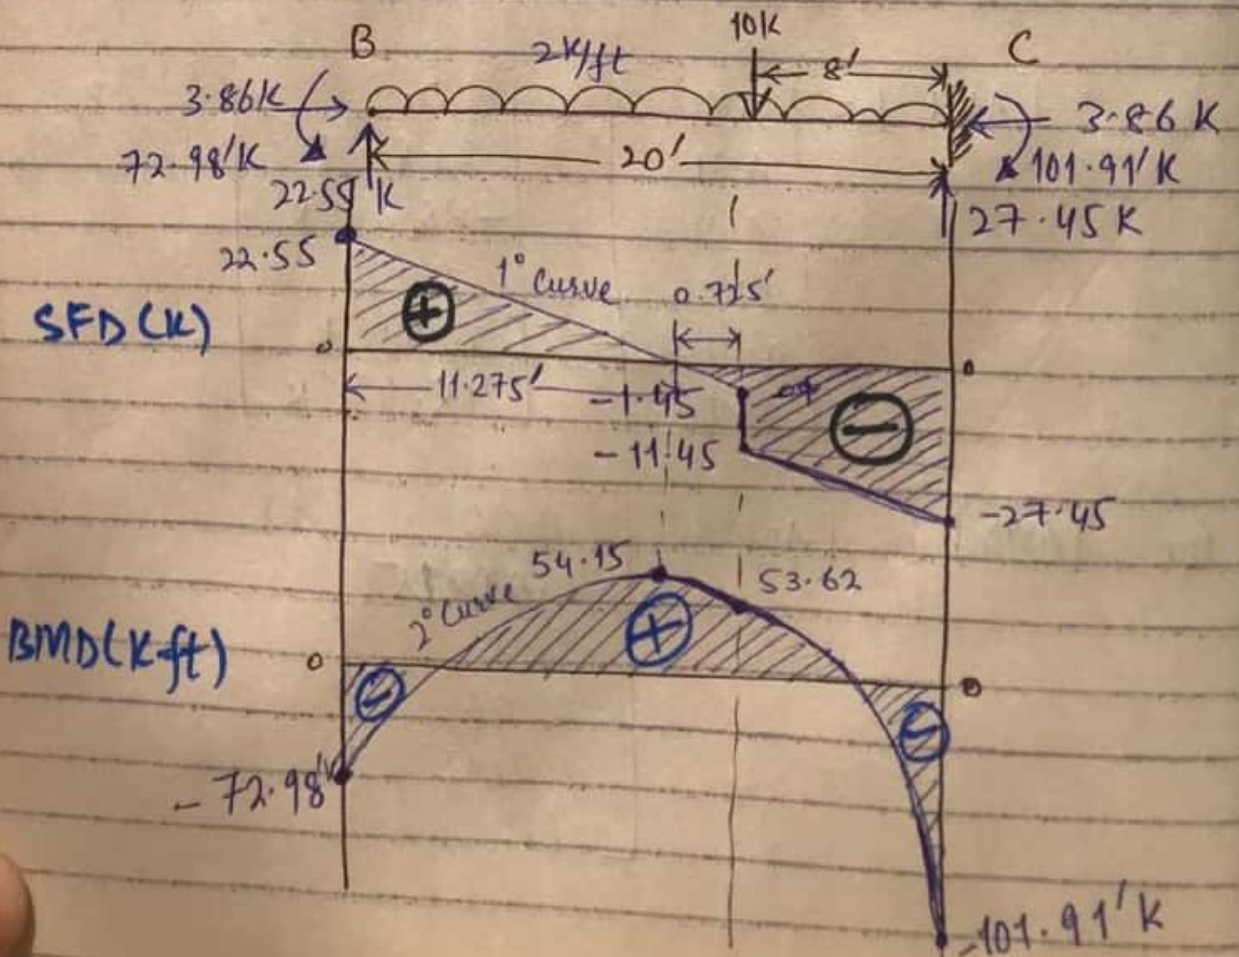 B 2K/ft 10K 8' C
3.86K 3.86 K
72.98'K 20' 101.91'K
22.55 K 27.45 K
22.55 1° Curve 0.725'
SFD (K) +
0 0
11.275' -1.45
-11.45 −
-27.45
54.15 53.62
2° Curve
BMD(K-ft) 0 + 0
− −
- 72.98'
-101.91'K